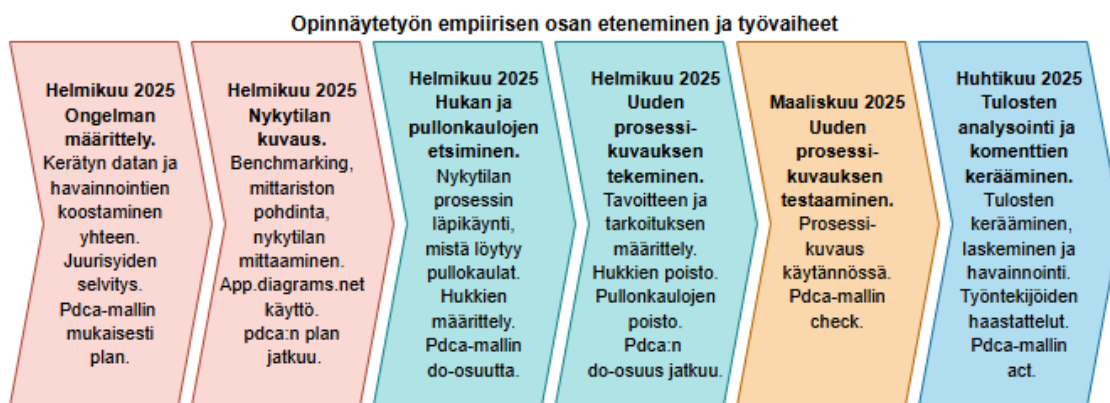 Opinnäytetyön empiirisen osan eteneminen ja työvaiheet
Helmikuu 2025
Ongelman
määrittely.
Kerätyn datan ja
havainnointien
koostaminen
yhteen.
Juurisyiden
selvitys.
Pdca-mallin
mukaisesti
plan.
Helmikuu 2025
Nykytilan
kuvaus.
Benchmarking,
mittariston
pohdinta,
nykytilan
mittaaminen.
App.diagrams.net
käyttö.
pdca:n plan
jatkuu.
Helmikuu 2025
Hukan ja
pullonkaulojen
etsiminen.
Nykytilan
prosessin
läpikäynti,
mistä löytyy
pullokaulat.
Hukkien
määrittely.
Pdca-mallin
do-osuutta.
Helmikuu 2025
Uuden
prosessi-
kuvauksen
tekeminen.
Tavoitteen ja
tarkoituksen
määrittely.
Hukkien poisto.
Pullonkaulojen
poisto.
Pdca:n
do-osuus jatkuu.
Maaliskuu 2025
Uuden
prosessi-
kuvauksen
testaaminen.
Prosessi-
kuvaus
käytännössä.
Pdca-mallin
check.
Huhtikuu 2025
Tulosten
analysointi ja
komenttien
kerääminen.
Tulosten
kerääminen,
laskeminen ja
havainnointi.
Työntekijöiden
haastattelut.
Pdca-mallin
act.